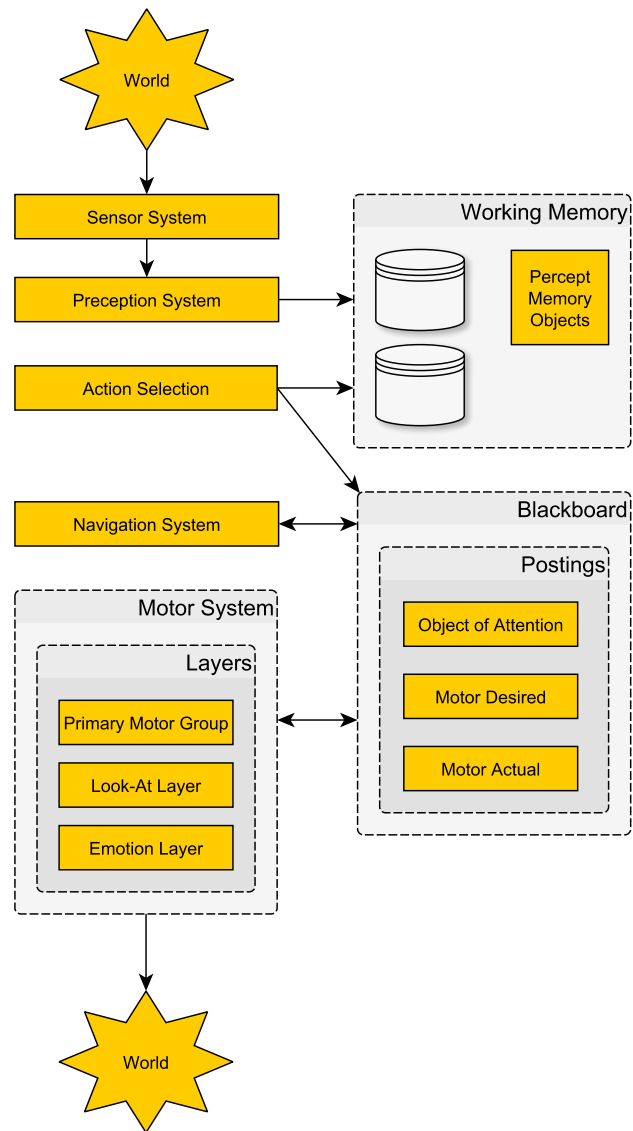 World
Sensor System
Preception System
Action Selection
Navigation System
Working Memory
Percept
Memory
Objects
Blackboard
Postings
Object of Attention
Motor Desired
Motor Actual
Motor System
Layers
Primary Motor Group
Look-At Layer
Emotion Layer
World